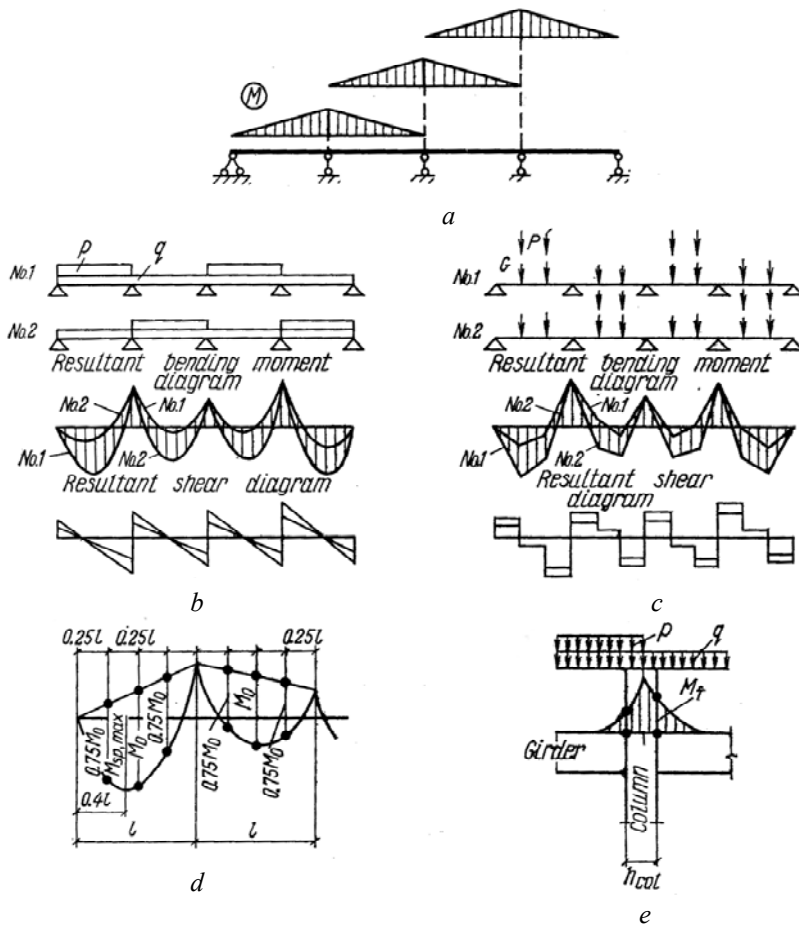 M
a
p
q
No.1
No.2
Resultant bending moment
diagram
No.2
No.1
No.1
No.2
Resultant shear diagram
b
P
G
No.1
No.2
Resultant bending moment
diagram
No.2
No.1
No.1
No.2
Resultant shear
diagram
c
0.25l
0.25l
0.25l
0.75M0
Msp,max
M0
0.75M0
0.75M0
M0
0.75M0
0.4l
l
l
d
p
q
Mf
Girder
Column
hcol
e